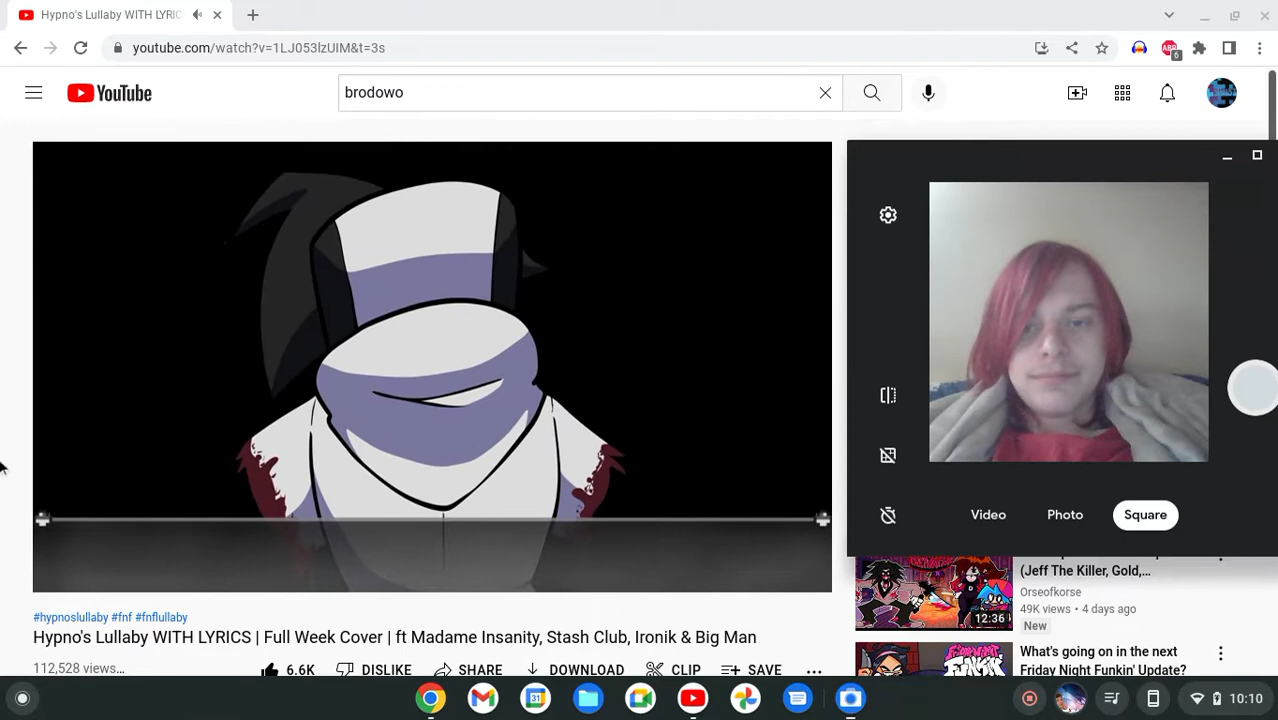 Hypno's Lullaby WITH LYRIC
youtube.com/watch?v=1LJ053lzUIM&t=3s
6
YouTube
brodowo
Video
Photo
Square
(Jeff The Killer, Gold,...
Orseofkorse
49K views • 4 days ago
New
12:36
What's going on in the next
Friday Night Funkin' Update?
#hypnoslullaby #fnf #fnflullaby
Hypno's Lullaby WITH LYRICS | Full Week Cover | ft Madame Insanity, Stash Club, Ironik & Big Man
112,528 views...
6.6K
DISLIKE
SHARE
DOWNLOAD
CLIP
SAVE
31
10:10